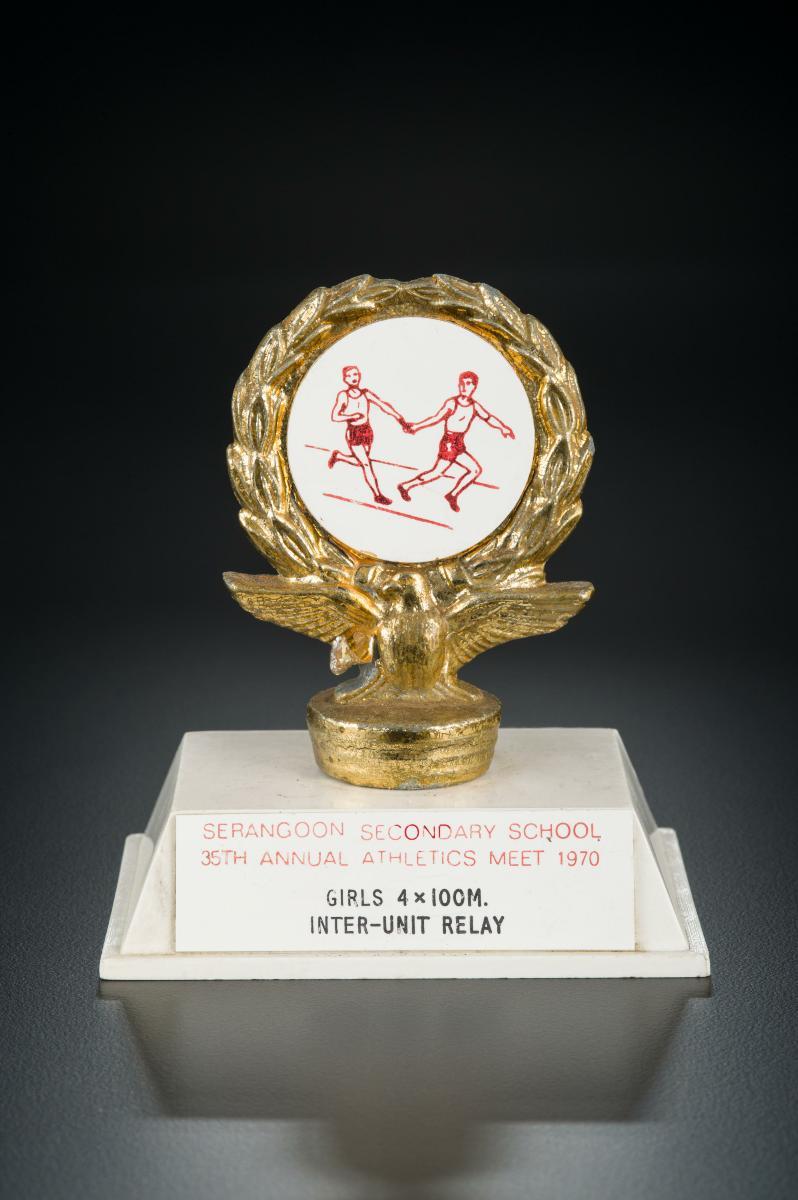 SERANGOON SECONDARY SCHOOL
35TH ANNUAL ATHLETICS MEET 1970
GIRLS 4×100M.
INTER-UNIT RELAY